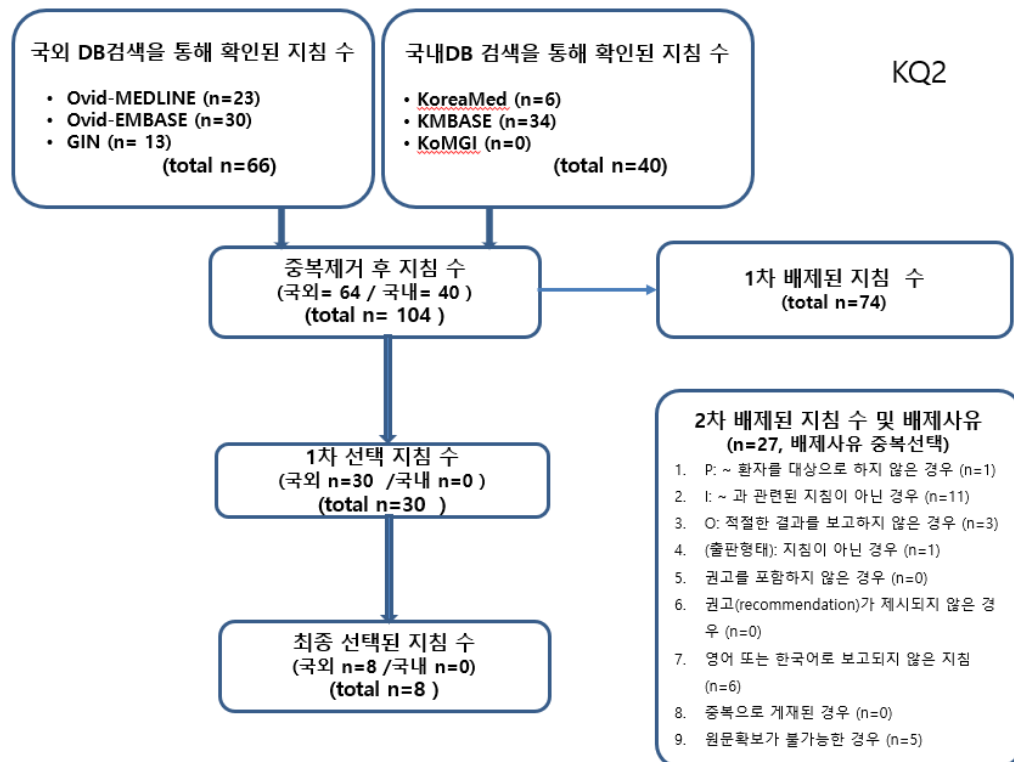 국외 DB검색을 통해 확인된 지침 수
• Ovid-MEDLINE (n=23)
• Ovid-EMBASE (n=30)
• GIN (n= 13)
(total n=66)
국내DB 검색을 통해 확인된 지침 수
• KoreaMed (n=6)
• KMBASE (n=34)
• KoMGI (n=0)
(total n=40)
KQ2
중복제거 후 지침 수
(국외= 64 / 국내= 40 )
(total n= 104 )
1차 배제된 지침 수
(total n=74)
1차 선택 지침 수
(국외 n=30 /국내 n=0 )
(total n=30 )
2차 배제된 지침 수 및 배제사유
(n=27, 배제사유 중복선택)
1. P: ~ 환자를 대상으로 하지 않은 경우 (n=1)
2. I: ~ 과 관련된 지침이 아닌 경우 (n=11)
3. O: 적절한 결과를 보고하지 않은 경우 (n=3)
4. (출판형태): 지침이 아닌 경우 (n=1)
5. 권고를 포함하지 않은 경우 (n=0)
6. 권고(recommendation)가 제시되지 않은 경
우 (n=0)
7. 영어 또는 한국어로 보고되지 않은 지침
(n=6)
8. 중복으로 게재된 경우 (n=0)
9. 원문확보가 불가능한 경우 (n=5)
최종 선택된 지침 수
(국외 n=8 /국내 n=0)
(total n=8 )